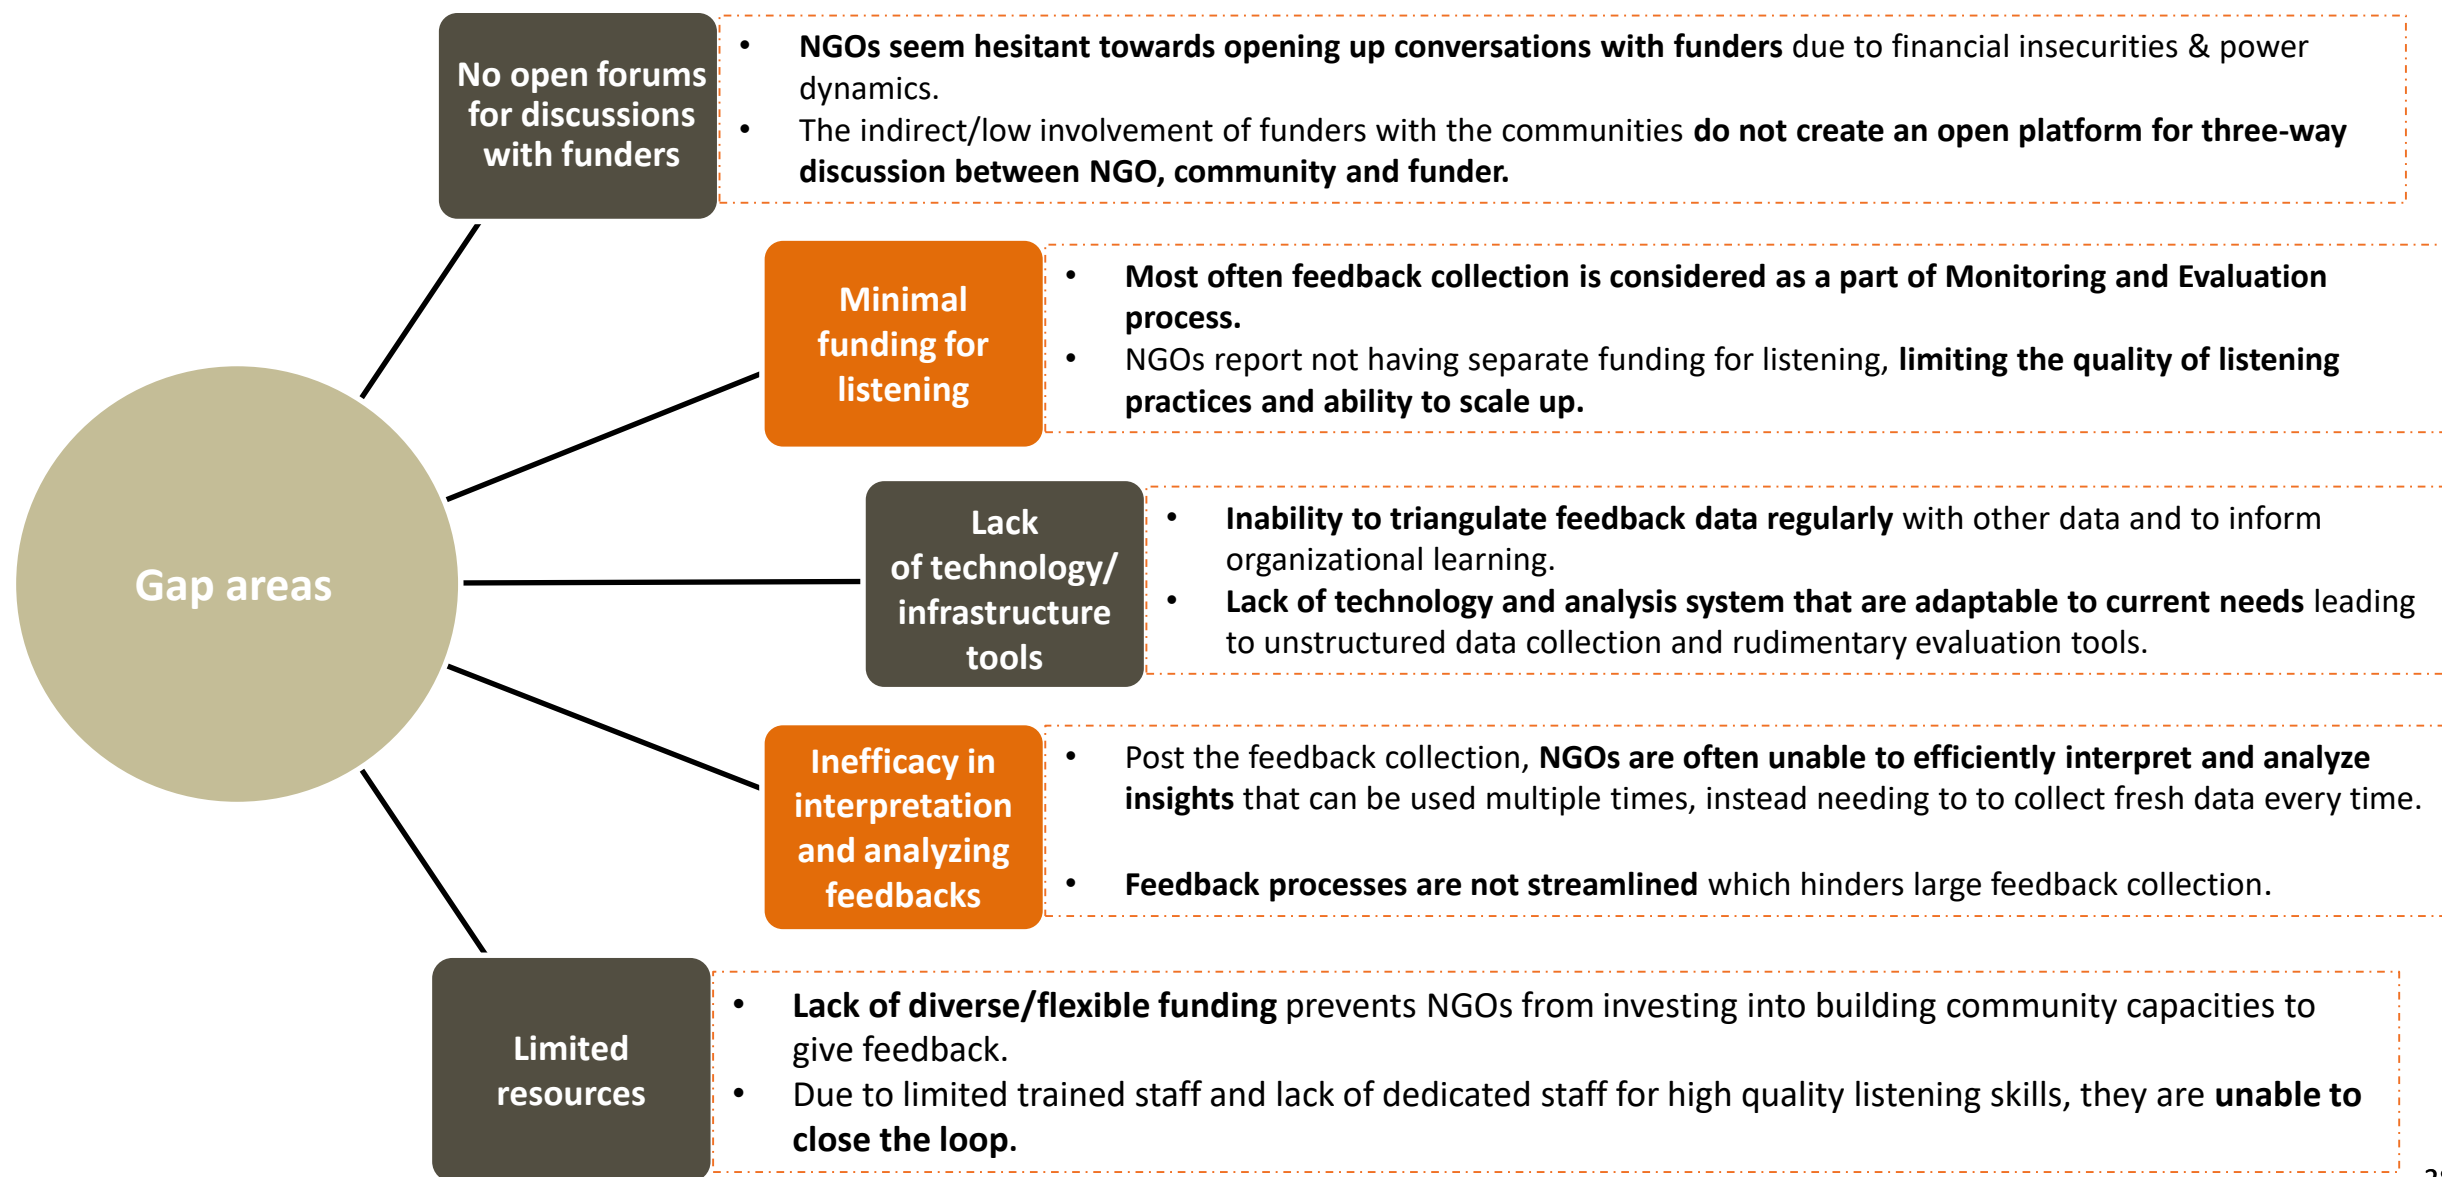 No open forums
for discussions
with funders
• NGOs seem hesitant towards opening up conversations with funders due to financial insecurities & power
dynamics.
• The indirect/low involvement of funders with the communities do not create an open platform for three-way
discussion between NGO, community and funder.
Minimal
funding for
listening
• Most often feedback collection is considered as a part of Monitoring and Evaluation
process.
• NGOs report not having separate funding for listening, limiting the quality of listening
practices and ability to scale up.
Gap areas
Lack
of technology/
infrastructure
tools
• Inability to triangulate feedback data regularly with other data and to inform
organizational learning.
• Lack of technology and analysis system that are adaptable to current needs leading
to unstructured data collection and rudimentary evaluation tools.
Inefficacy in
interpretation
and analyzing
feedbacks
• Post the feedback collection, NGOs are often unable to efficiently interpret and analyze
insights that can be used multiple times, instead needing to to collect fresh data every time.
• Feedback processes are not streamlined which hinders large feedback collection.
Limited
resources
• Lack of diverse/flexible funding prevents NGOs from investing into building community capacities to
give feedback.
• Due to limited trained staff and lack of dedicated staff for high quality listening skills, they are unable to
close the loop.